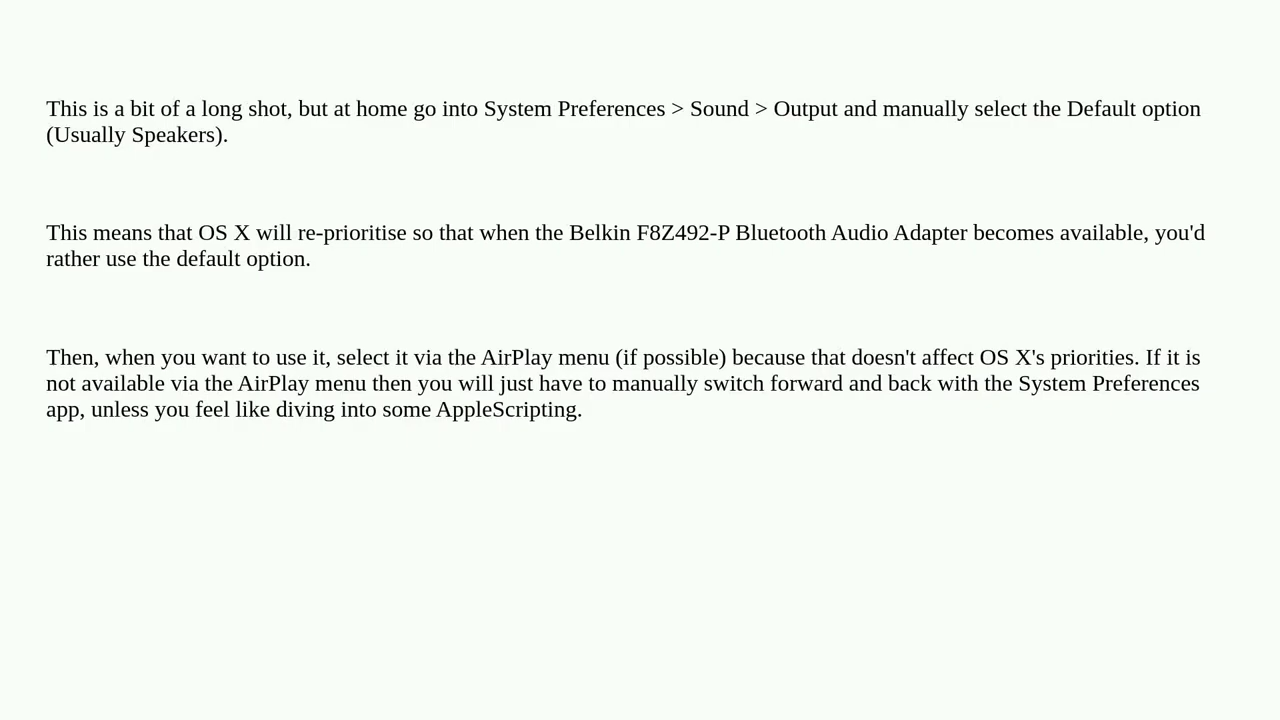 This is a bit of a long shot, but at home go into System Preferences > Sound > Output and manually select the Default option
(Usually Speakers).
This means that OS X will re-prioritise so that when the Belkin F8Z492-P Bluetooth Audio Adapter becomes available, you'd
rather use the default option.
Then, when you want to use it, select it via the AirPlay menu (if possible) because that doesn't affect OS X's priorities. If it is
not available via the AirPlay menu then you will just have to manually switch forward and back with the System Preferences
app, unless you feel like diving into some AppleScripting.